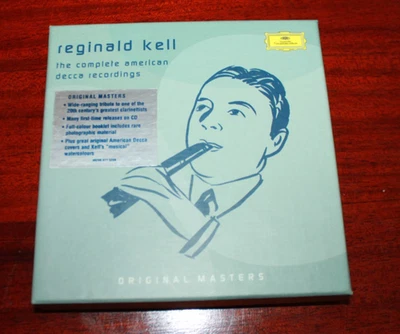 reginald kell
the complete american
decca recordings
ORIGINAL MASTERS
• Wide-ranging tribute to one of the
20th century's greatest clarinettists
• Many first-time releases on CD
• Full-colour booklet includes rare
photographic material
• Plus great original American Decca
covers and Kell's "musical"
watercolours
ORIGINAL MASTERS